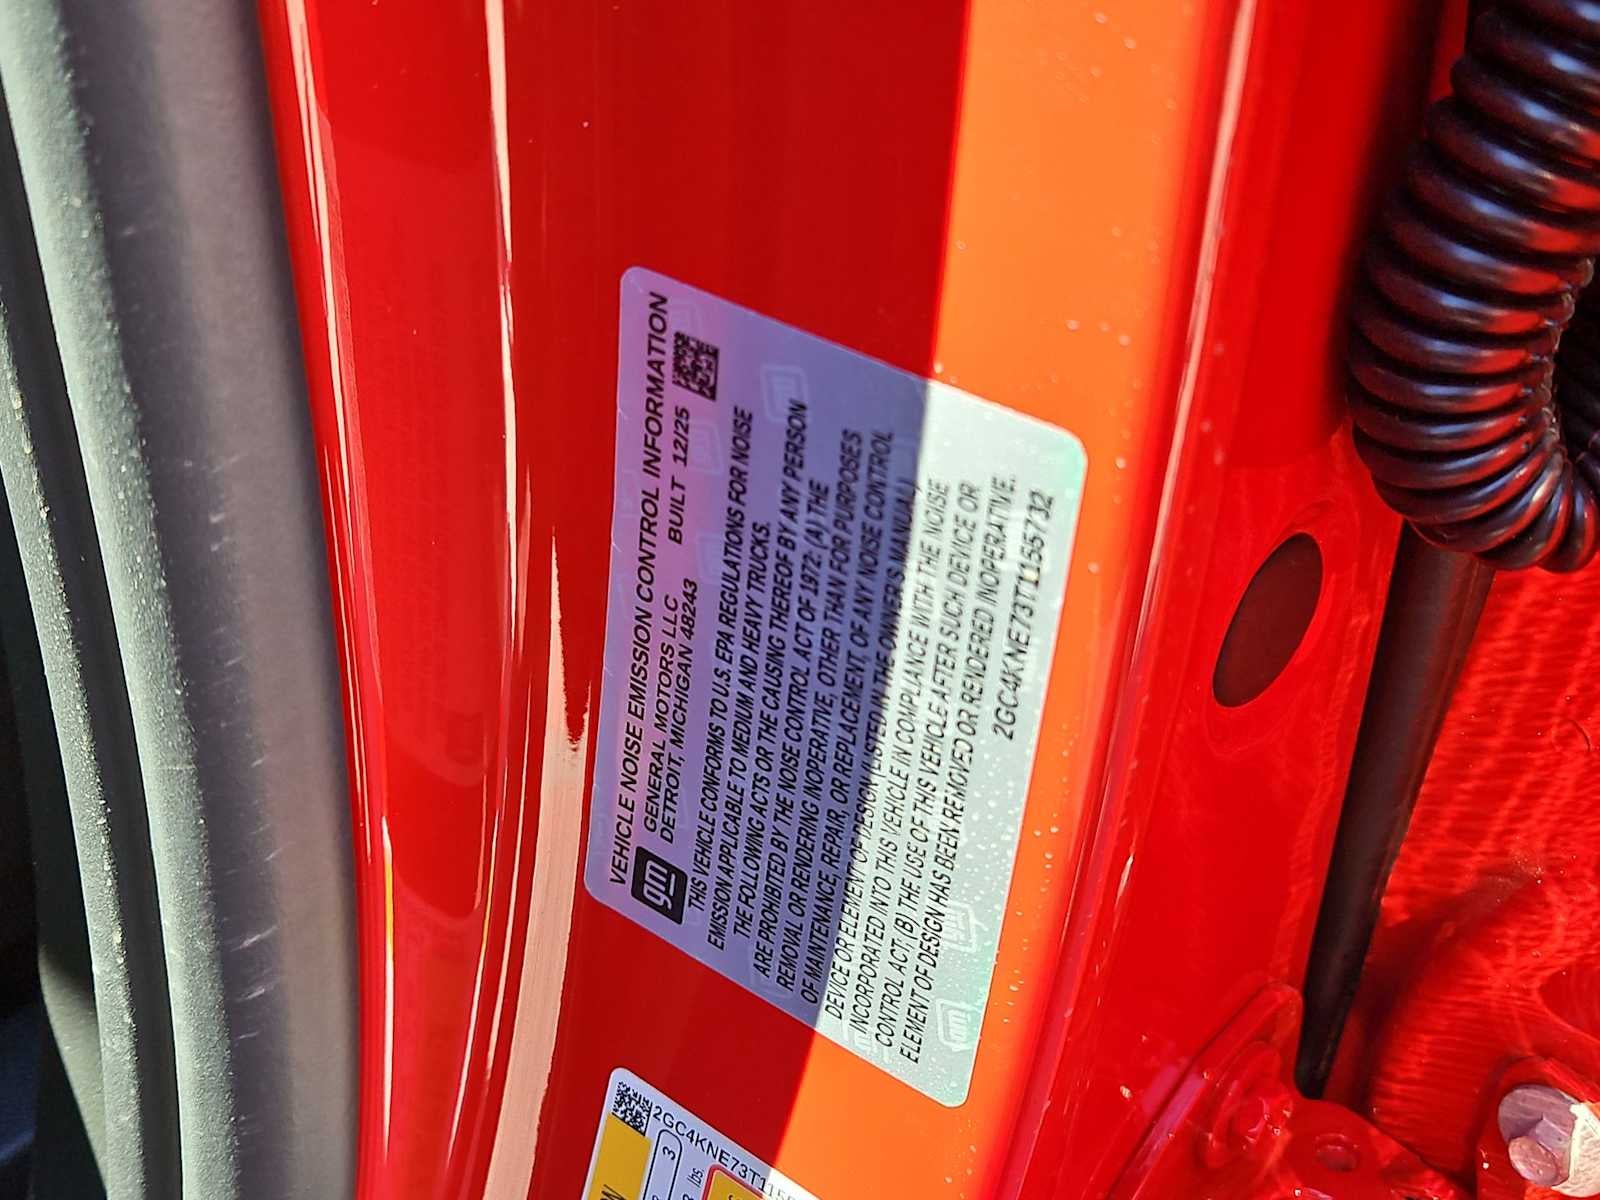 VEHICLE NOISE EMISSION CONTROL INFORMATION
gm
GENERAL MOTORS LLC
DETROIT, MICHIGAN 48243
BUILT 12/25
THIS VEHICLE CONFORMS TO U.S. EPA REGULATIONS FOR NOISE
EMISSION APPLICABLE TO MEDIUM AND HEAVY TRUCKS.
THE FOLLOWING ACTS OR THE CAUSING THEREOF BY ANY PERSON
ARE PROHIBITED BY THE NOISE CONTROL ACT OF 1972: (A) THE
REMOVAL OR RENDERING INOPERATIVE, OTHER THAN FOR PURPOSES
OF MAINTENANCE, REPAIR, OR REPLACEMENT, OF ANY NOISE CONTROL
DEVICE OR ELEMENT OF DESIGN (LISTED IN THE OWNER'S MANUAL)
INCORPORATED INTO THIS VEHICLE IN COMPLIANCE WITH THE NOISE
CONTROL ACT; B) THE USE OF THIS VEHICLE AFTER SUCH DEVICE OR
ELEMENT OF DESIGN HAS BEEN REMOVED OR RENDERED INOPERATIVE.
2GC4KNE73T1155732
2GC4KNE73T1155
3
lbs.